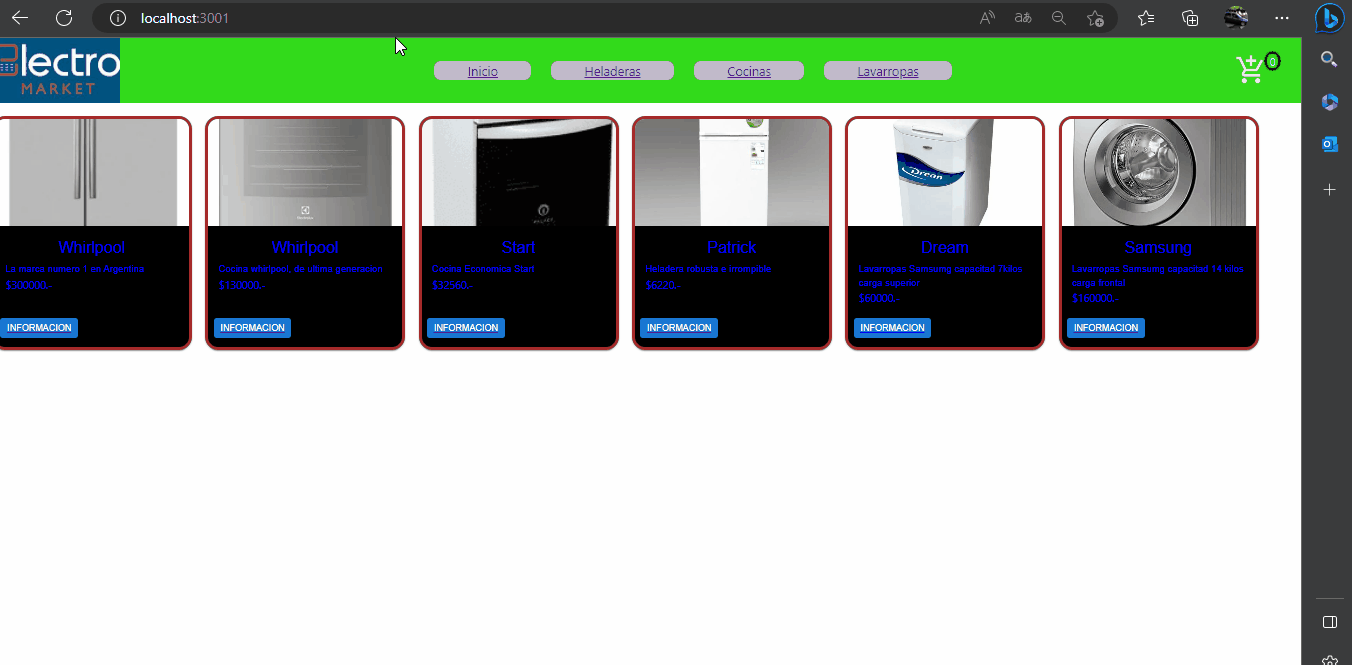 localhost:3001
lectro
MARKET
Inicio
Heladeras
Cocinas
Lavarropas
0
Whirlpool
La marca numero 1 en Argentina
$300000.-
INFORMACION
Whirlpool
Cocina whirlpool, de ultima generacion
$130000.-
INFORMACION
Start
Cocina Economica Start
$32560.-
INFORMACION
Patrick
Heladera robusta e irrompible
$6220.-
INFORMACION
Drean
Dream
Lavarropas Samsung capacidad 7kilos
carga superior
$60000.-
INFORMACION
Samsung
Lavarropas Samsung capacidad 14 kilos
carga frontal
$160000.-
INFORMACION